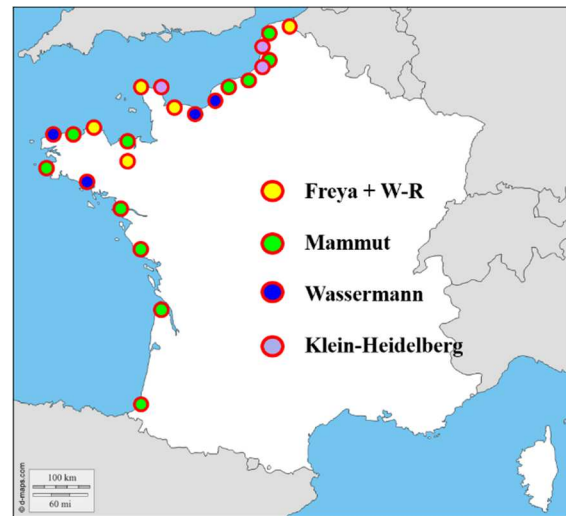 Freya + W-R
Mammut
Wassermann
Klein-Heidelberg
100 km
60 mi
© d-maps.com